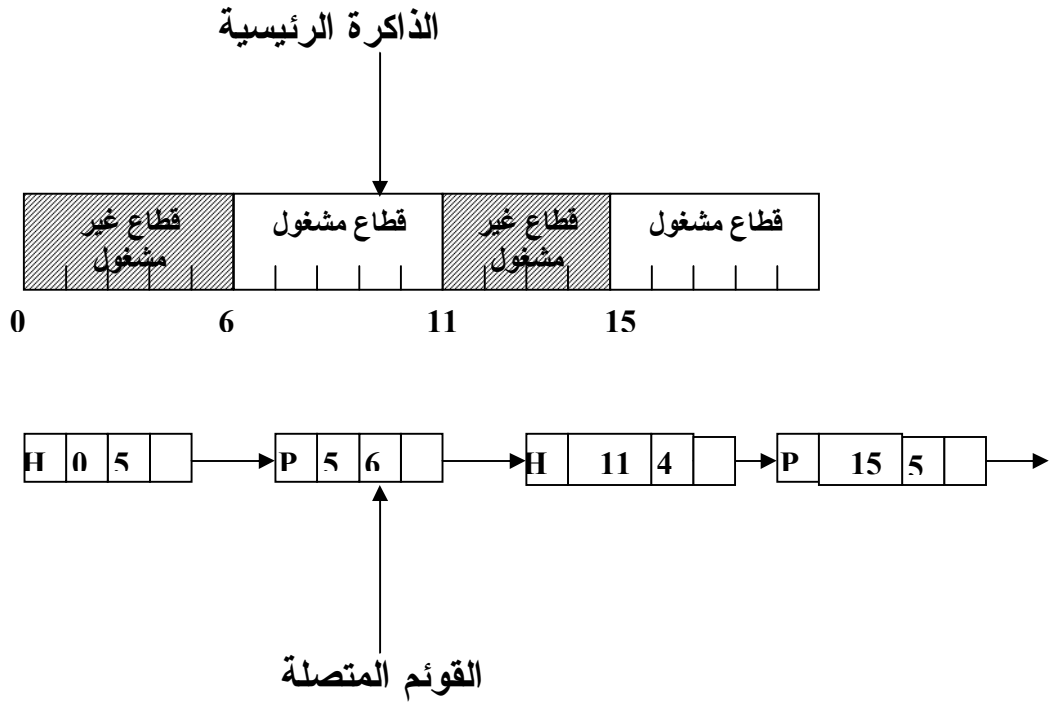 الذاكرة الرئيسية
قطاع غير مشغول
قطاع مشغول
قطاع غير مشغول
قطاع مشغول
0 6 11 15
H 0 5
P 5 6
H 11 4
P 15 5
القوئم المتصلة